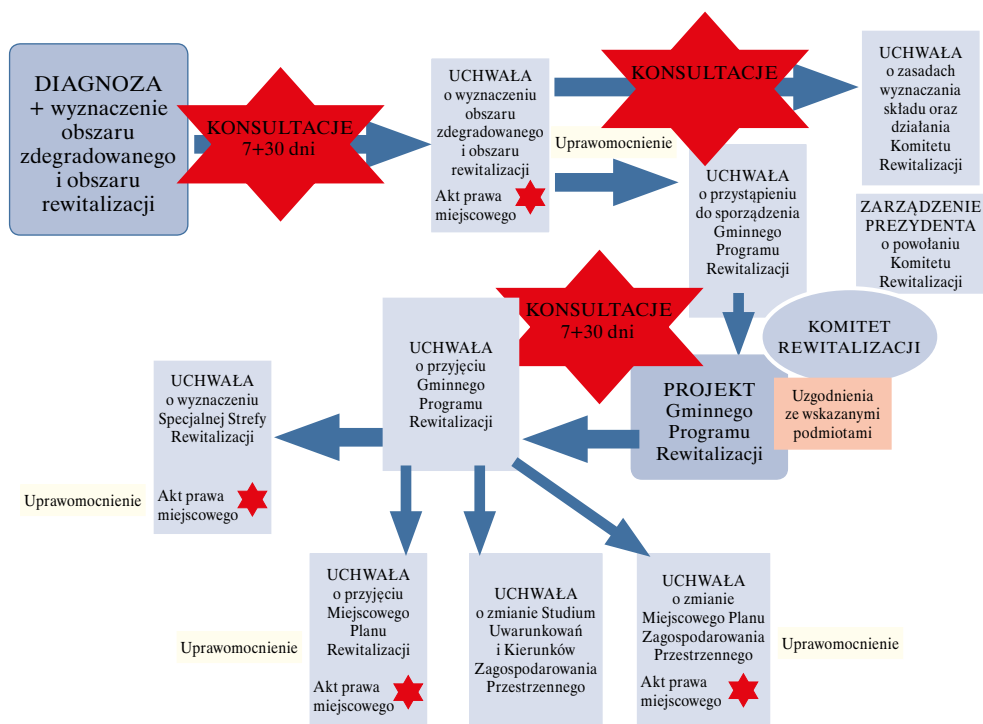 DIAGNOZA
+ wyznaczenie
obszaru
zdegradowanego
i obszaru
rewitalizacji
KONSULTACJE
7+30 dni
UCHWAŁA
o wyznaczeniu
obszaru
zdegradowanego
i obszaru
rewitalizacji
Akt prawa
miejscowego
Uprawomocnienie
KONSULTACJE
UCHWAŁA
o zasadach
wyznaczania
składu oraz
działania
Komitetu
Rewitalizacji
UCHWAŁA
o przystąpieniu
do sporządzenia
Gminnego
Programu
Rewitalizacji
ZARZĄDZENIE
PREZYDENTA
o powołaniu
Komitetu
Rewitalizacji
KOMITET
REWITALIZACJI
Uzgodnienia
ze wskazanymi
podmiotami
PROJEKT
Gminnego
Programu
Rewitalizacji
KONSULTACJE
7+30 dni
UCHWAŁA
o przyjęciu
Gminnego
Programu
Rewitalizacji
UCHWAŁA
o wyznaczeniu
Specjalnej Strefy
Rewitalizacji
Akt prawa
miejscowego
Uprawomocnienie
UCHWAŁA
o przyjęciu
Miejscowego
Planu
Rewitalizacji
Akt prawa
miejscowego
Uprawomocnienie
UCHWAŁA
o zmianie Studium
Uwarunkowań
i Kierunków
Zagospodarowania
Przestrzennego
UCHWAŁA
o zmianie
Miejscowego Planu
Zagospodarowania
Przestrzennego
Akt prawa
miejscowego
Uprawomocnienie